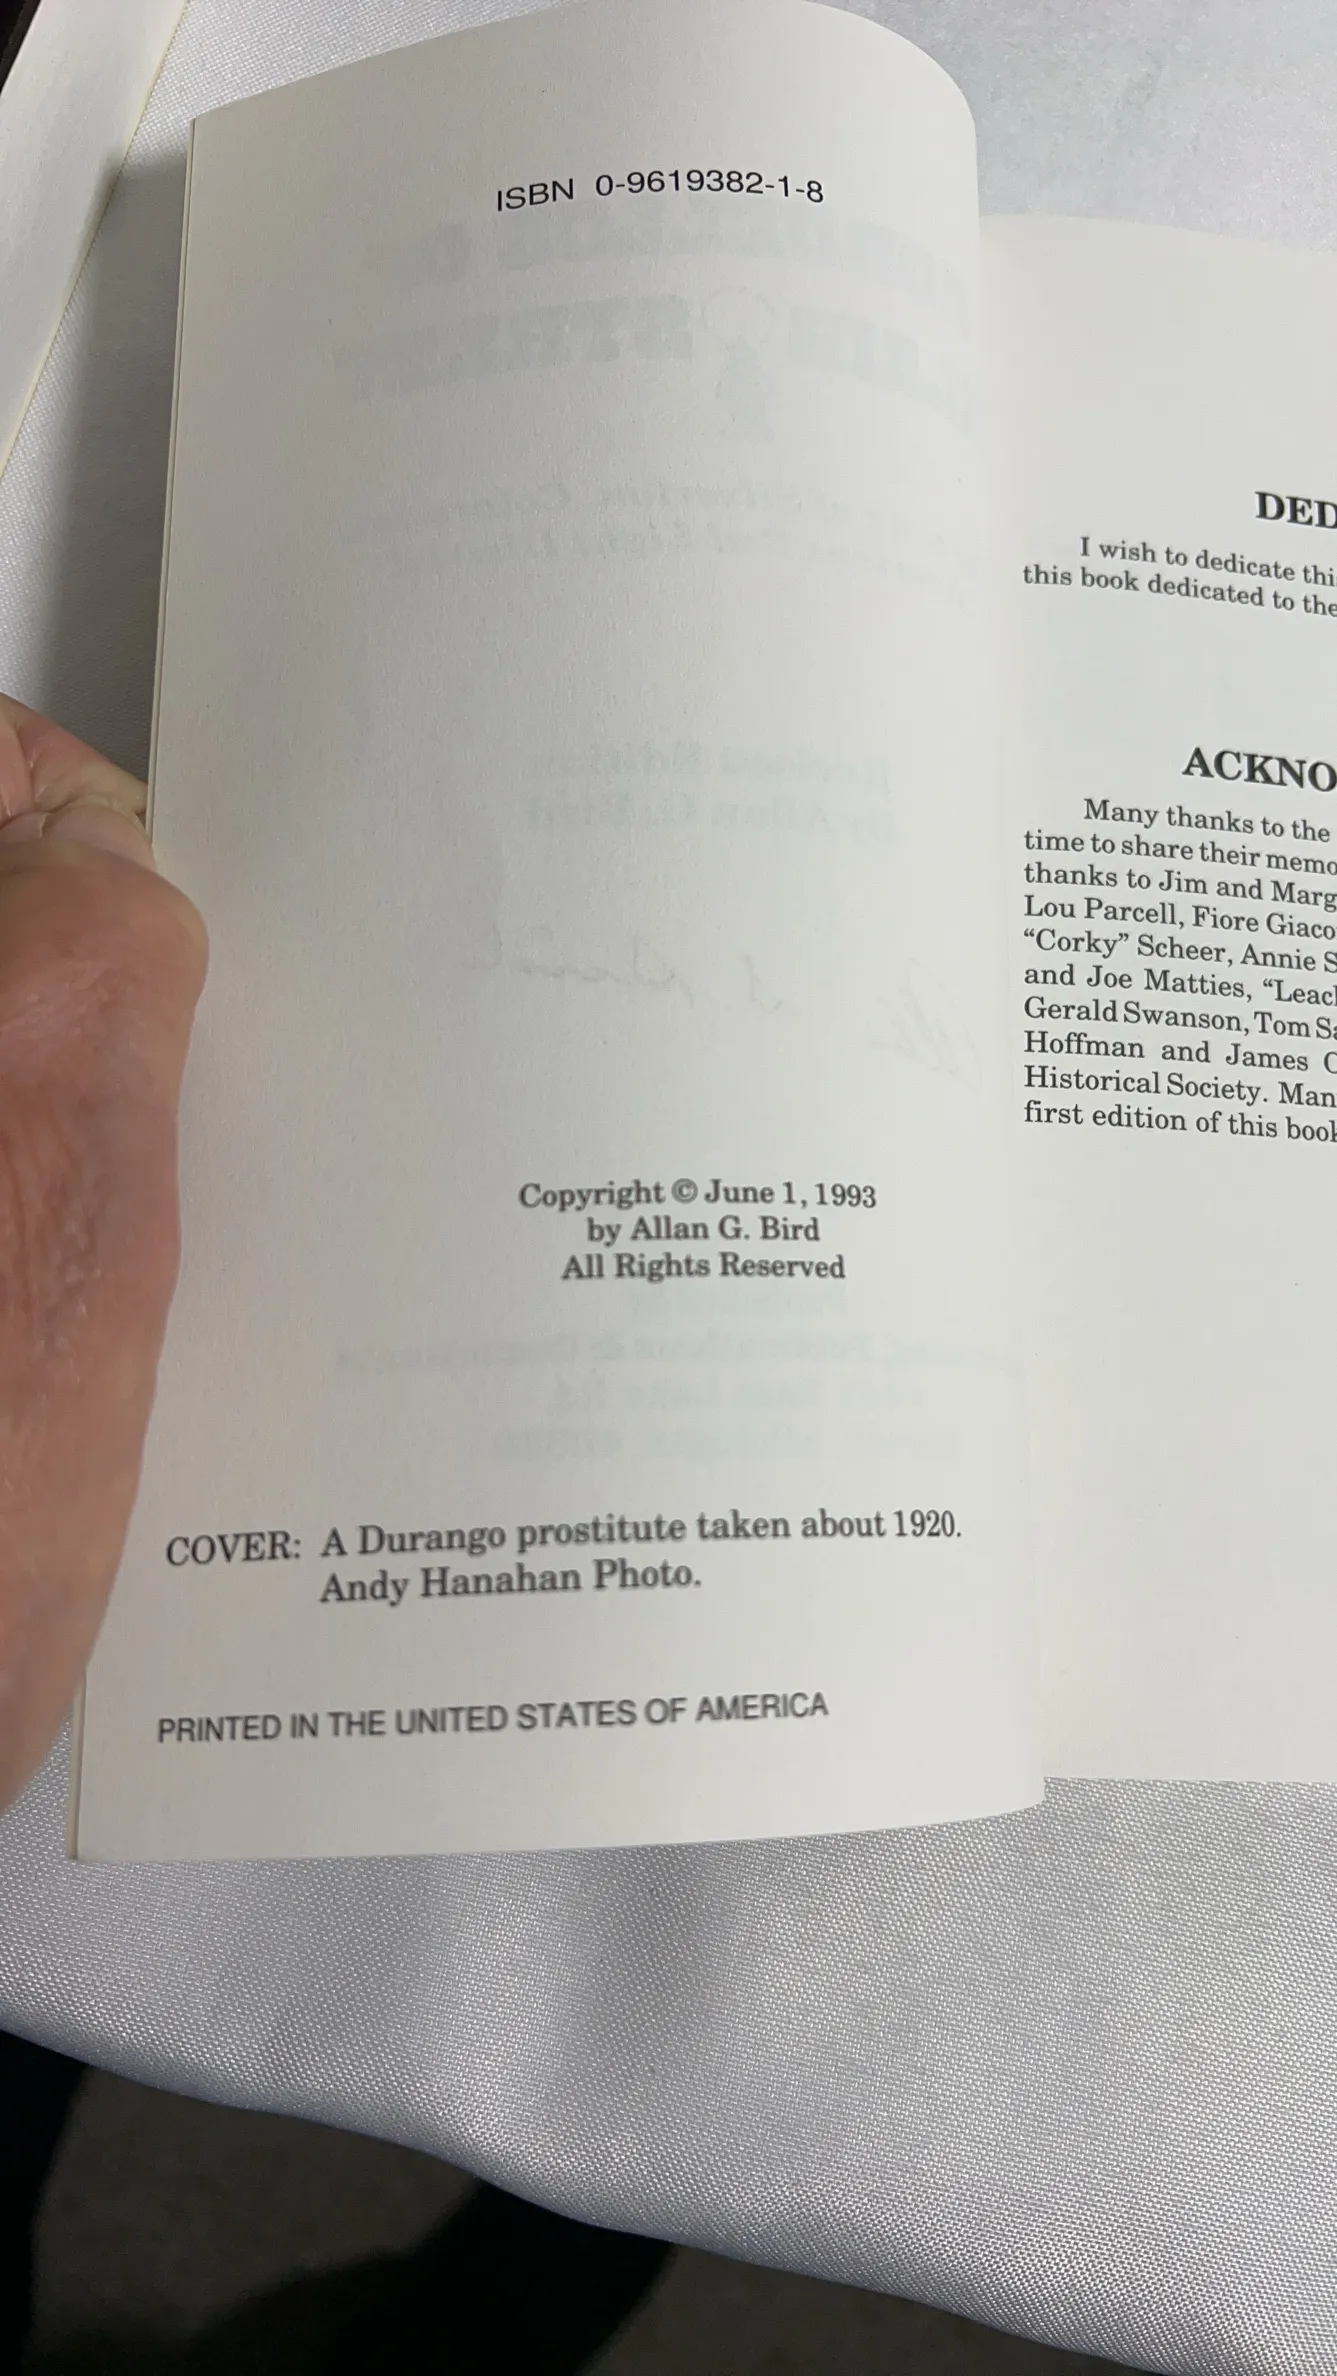 ISBN 0-9619382-1-8
Copyright © June 1, 1993
by Allan G. Bird
All Rights Reserved
COVER: A Durango prostitute taken about 1920.
Andy Hanahan Photo.
PRINTED IN THE UNITED STATES OF AMERICA
DED
I wish to dedicate thi
this book dedicated to the
ACKNO
Many thanks to the
time to share their memo
thanks to Jim and Marg
Lou Parcell, Fiore Giaco
“Corky” Scheer, Annie S
and Joe Matties, “Leac
Gerald Swanson, Tom Sa
Hoffman and James C
Historical Society. Man
first edition of this book